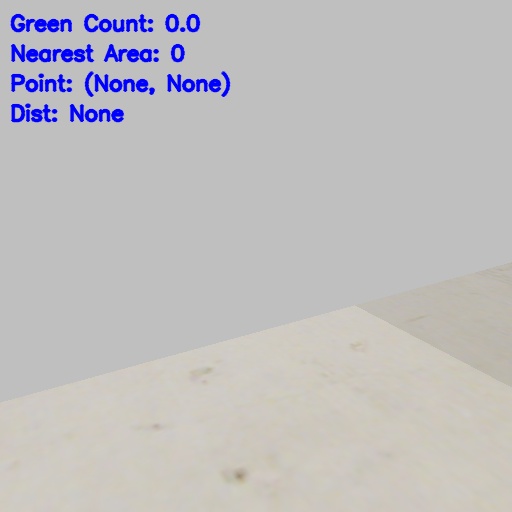 Green Count: 0.0
Nearest Area: 0
Point: (None, None)
Dist: None